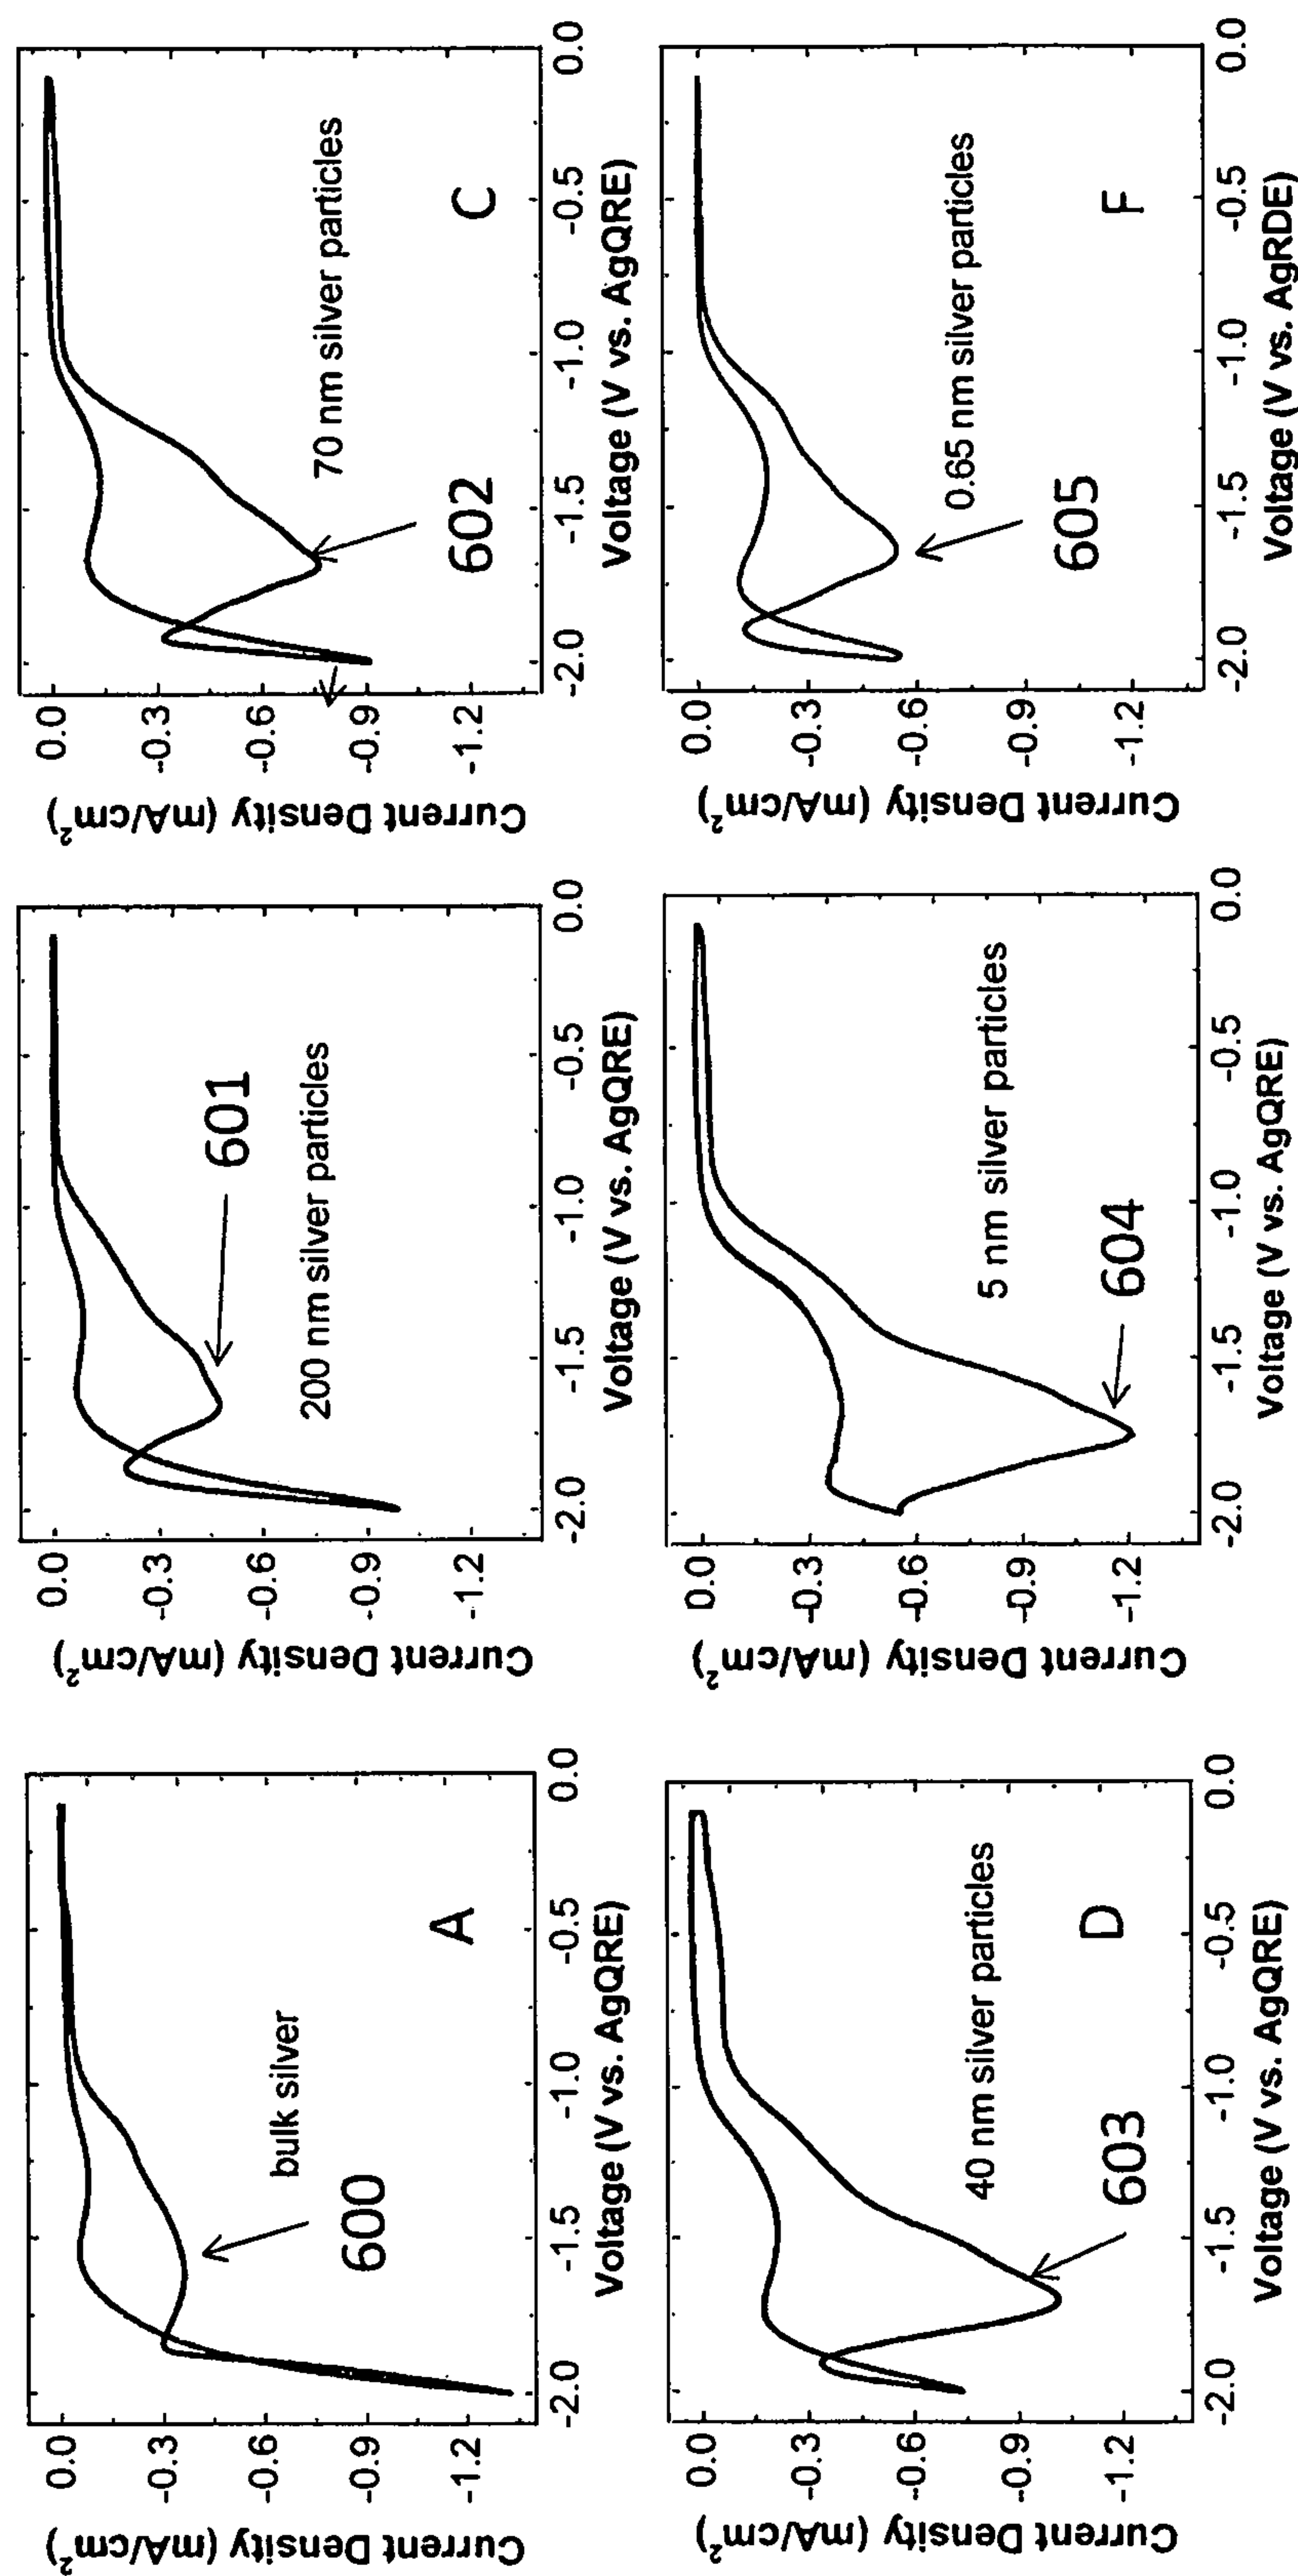 Current Density (mA/cm²)
0.0
-0.3
-0.6
-0.9
-1.2
bulk silver
600
A
-2.0 -1.5 -1.0 -0.5 0.0
Voltage (V vs. AgQRE)
Current Density (mA/cm²)
0.0
-0.3
-0.6
-0.9
-1.2
601
200 nm silver particles
-2.0 -1.5 -1.0 -0.5 0.0
Voltage (V vs. AgQRE)
Current Density (mA/cm²)
0.0
-0.3
-0.6
-0.9
-1.2
70 nm silver particles
602
C
-2.0 -1.5 -1.0 -0.5 0.0
Voltage (V vs. AgQRE)
Current Density (mA/cm²)
0.0
-0.3
-0.6
-0.9
-1.2
40 nm silver particles
603
D
-2.0 -1.5 -1.0 -0.5 0.0
Voltage (V vs. AgQRE)
Current Density (mA/cm²)
0.0
-0.3
-0.6
-0.9
-1.2
5 nm silver particles
604
-2.0 -1.5 -1.0 -0.5 0.0
Voltage (V vs. AgQRE)
Current Density (mA/cm²)
0.0
-0.3
-0.6
-0.9
-1.2
0.65 nm silver particles
605
F
-2.0 -1.5 -1.0 -0.5 0.0
Voltage (V vs. AgRDE)